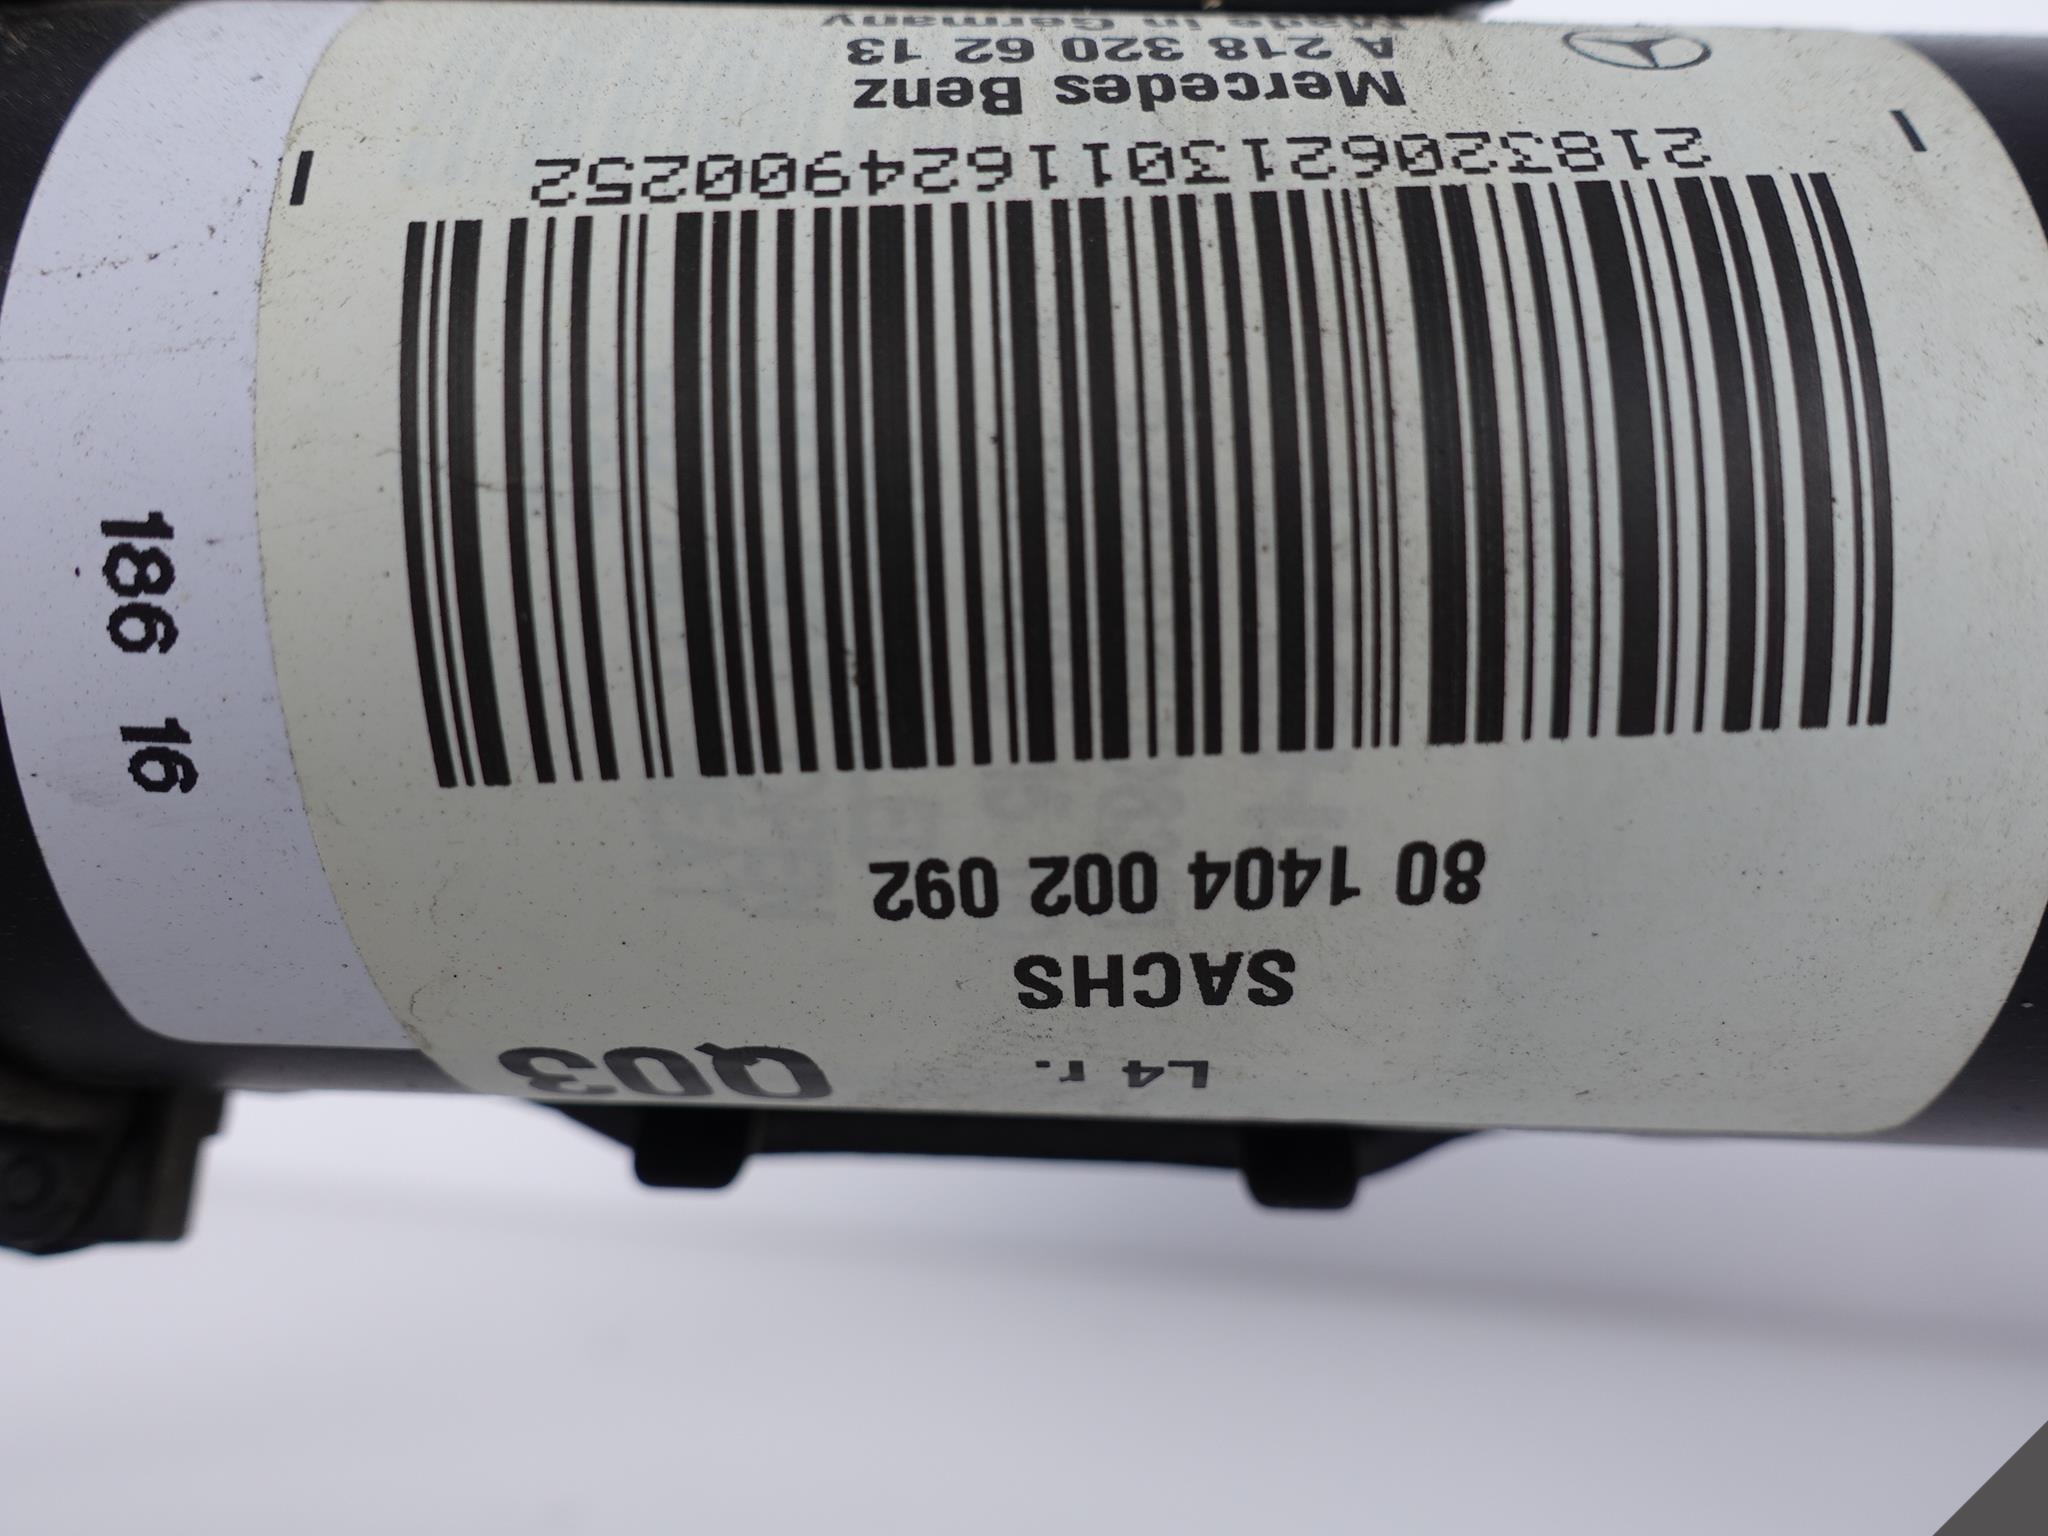 L4 r. Q03
SACHS
80 1404 002 092
2183206213011624900252
Mercedes Benz
A 218 320 62 13
Made in Germany
186 16